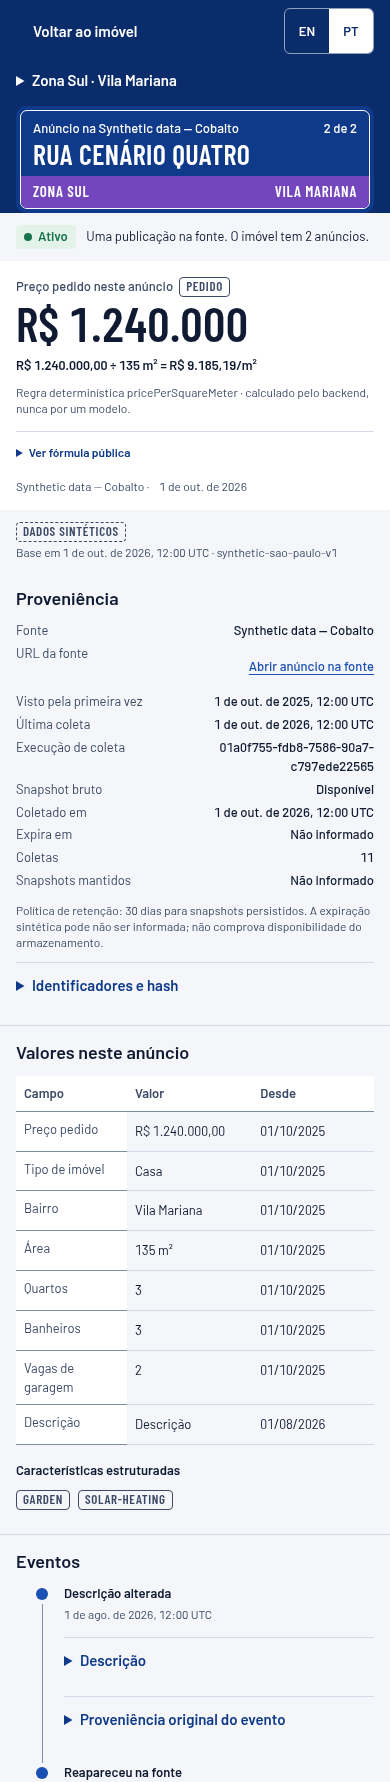 Voltar ao imóvel
EN PT
Zona Sul · Vila Mariana
Anúncio na Synthetic data — Cobalto 2 de 2
RUA CENÁRIO QUATRO
ZONA SUL VILA MARIANA
Ativo Uma publicação na fonte. O imóvel tem 2 anúncios.
Preço pedido neste anúncio PEDIDO
R$ 1.240.000
R$ 1.240.000,00 ÷ 135 m² = R$ 9.185,19/m²
Regra determinística pricePerSquareMeter · calculado pelo backend,
nunca por um modelo.
Ver fórmula pública
Synthetic data — Cobalto · 1 de out. de 2026
DADOS SINTÉTICOS
Base em 1 de out. de 2026, 12:00 UTC · synthetic-sao-paulo-v1
Proveniência
Fonte Synthetic data — Cobalto
URL da fonte
Abrir anúncio na fonte
Visto pela primeira vez 1 de out. de 2025, 12:00 UTC
Última coleta 1 de out. de 2026, 12:00 UTC
Execução de coleta 01a0f755-fdb8-7586-90a7-
c797ede22565
Snapshot bruto Disponível
Coletado em 1 de out. de 2026, 12:00 UTC
Expira em Não informado
Coletas 11
Snapshots mantidos Não informado
Política de retenção: 30 dias para snapshots persistidos. A expiração
sintética pode não ser informada; não comprova disponibilidade do
armazenamento.
Identificadores e hash
Valores neste anúncio
Campo Valor Desde
Preço pedido R$ 1.240.000,00 01/10/2025
Tipo de imóvel Casa 01/10/2025
Bairro Vila Mariana 01/10/2025
Área 135 m² 01/10/2025
Quartos 3 01/10/2025
Banheiros 3 01/10/2025
Vagas de
garagem 2 01/10/2025
Descrição Descrição 01/08/2026
Características estruturadas
GARDEN SOLAR-HEATING
Eventos
Descrição alterada
1 de ago. de 2026, 12:00 UTC
Descrição
Proveniência original do evento
Reapareceu na fonte